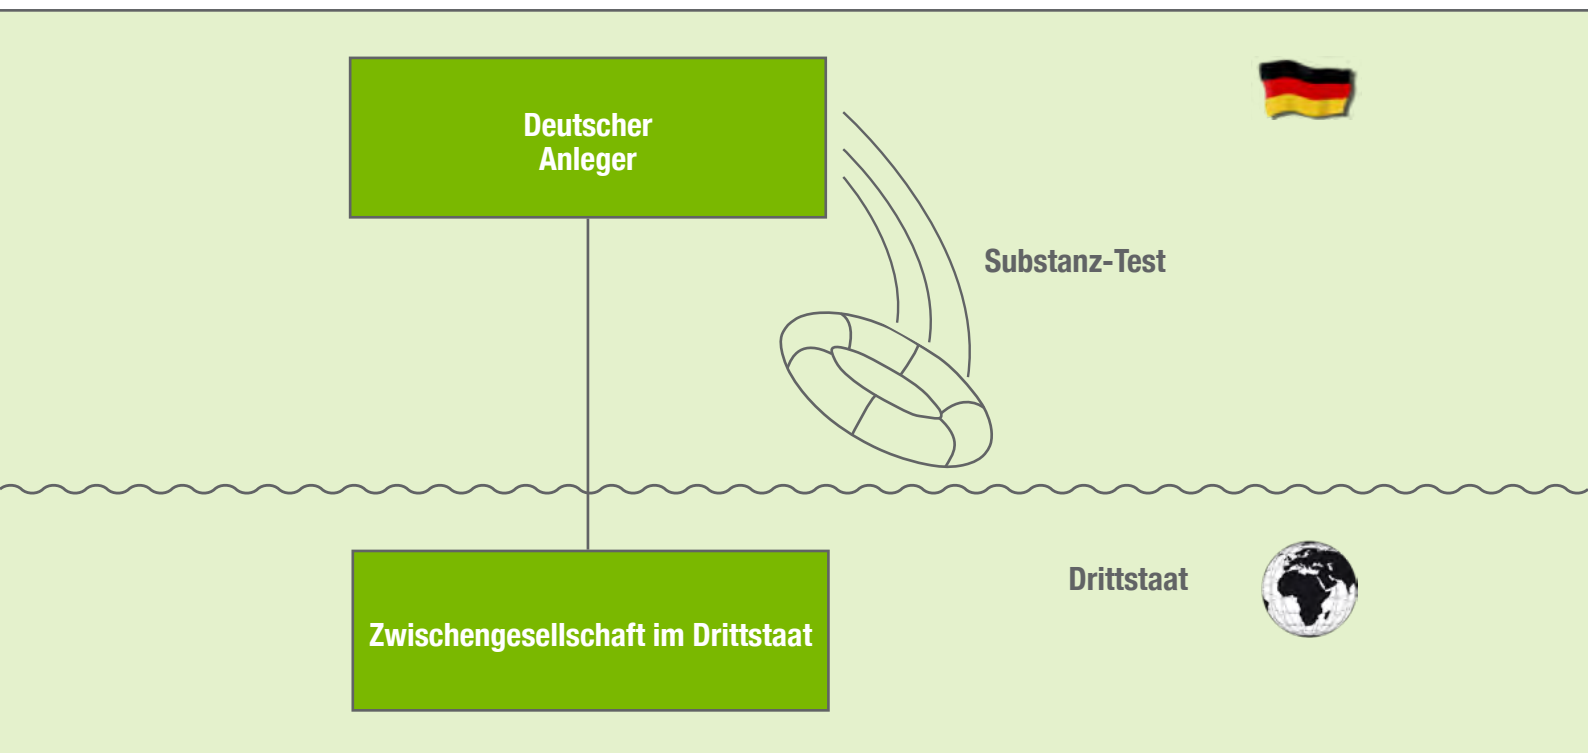 Deutscher
Anleger
Substanz-Test
Drittstaat
Zwischengesellschaft im Drittstaat